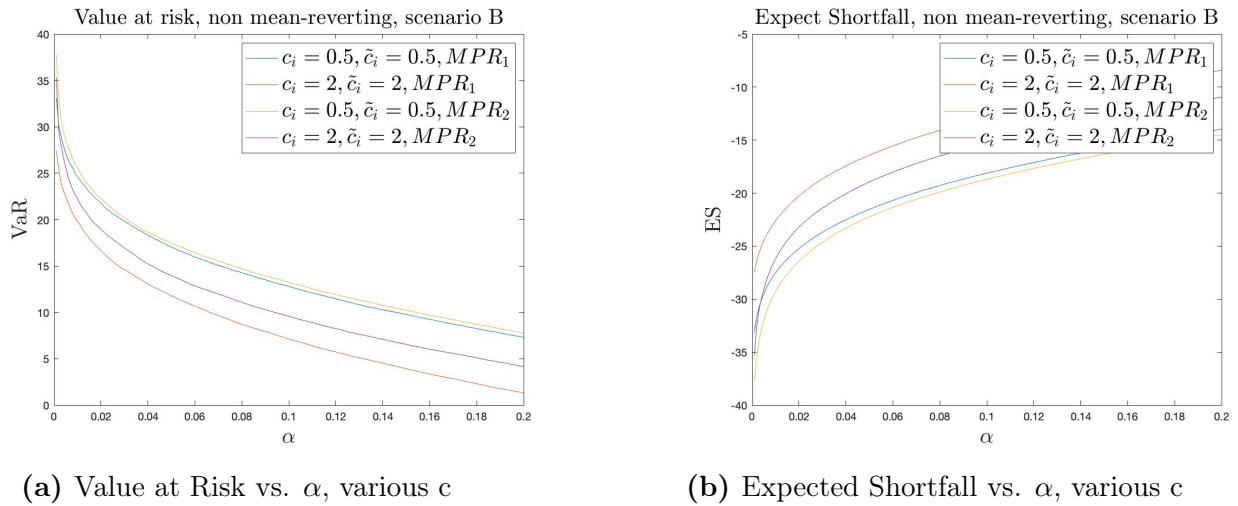 Value at risk, non mean-reverting, scenario B
40
35
30
25
20
15
10
5
0
VaR
0
0.02
0.04
0.06
0.08
0.1
0.12
0.14
0.16
0.18
0.2
α
c_i = 0.5, c̃_i = 0.5, MPR_1
c_i = 2, c̃_i = 2, MPR_1
c_i = 0.5, c̃_i = 0.5, MPR_2
c_i = 2, c̃_i = 2, MPR_2
(a) Value at Risk vs. α, various c
Expect Shortfall, non mean-reverting, scenario B
-5
-10
-15
-20
-25
-30
-35
-40
ES
0
0.02
0.04
0.06
0.08
0.1
0.12
0.14
0.16
0.18
0.2
α
c_i = 0.5, c̃_i = 0.5, MPR_1
c_i = 2, c̃_i = 2, MPR_1
c_i = 0.5, c̃_i = 0.5, MPR_2
c_i = 2, c̃_i = 2, MPR_2
(b) Expected Shortfall vs. α, various c